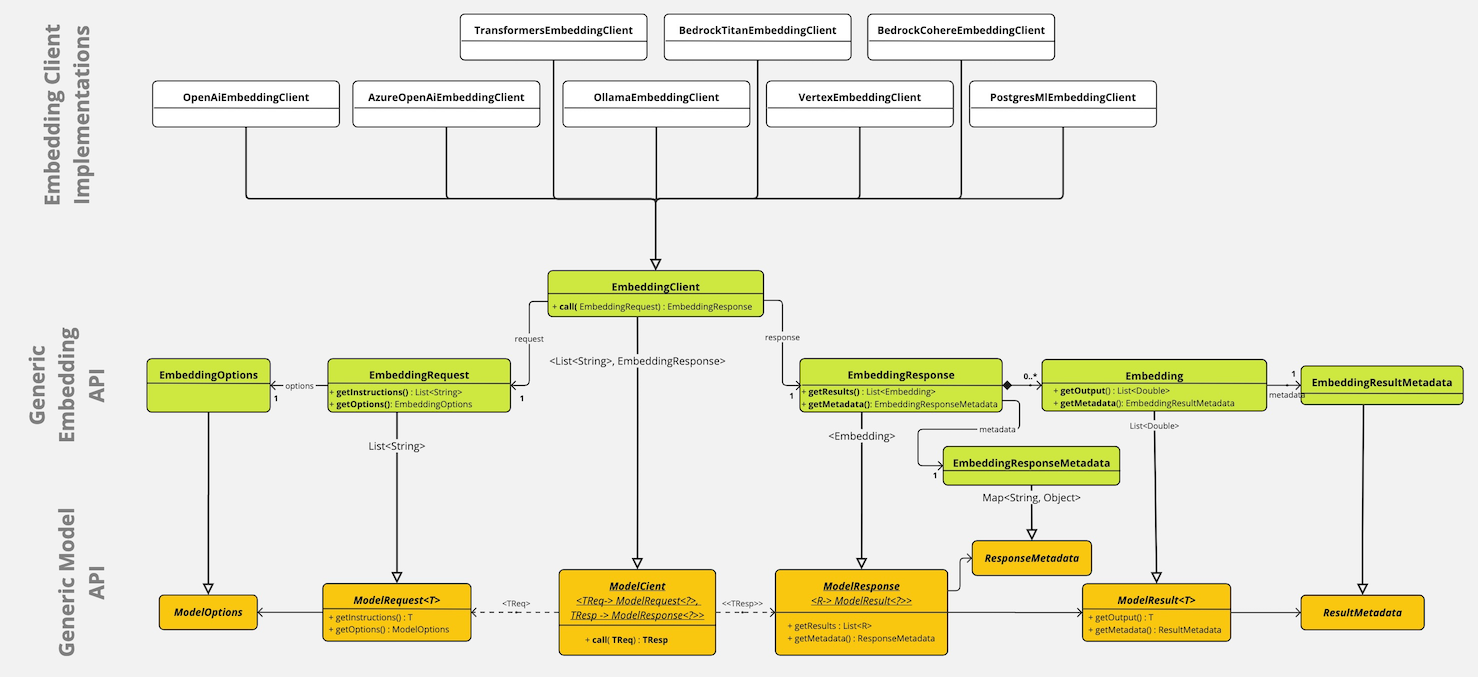 Embedding Client
Implementations
TransformersEmbeddingClient
BedrockTitanEmbeddingClient
BedrockCohereEmbeddingClient
OpenAiEmbeddingClient
AzureOpenAiEmbeddingClient
OllamaEmbeddingClient
VertexEmbeddingClient
PostgresMlEmbeddingClient
Generic
Embedding
API
EmbeddingClient
+ call( EmbeddingRequest) : EmbeddingResponse
request
response
<List<String>, EmbeddingResponse>
EmbeddingOptions
options
1
EmbeddingRequest
+ getInstructions() : List<String>
+ getOptions(): EmbeddingOptions
1
List<String>
EmbeddingResponse
+ getResults() : List<Embedding>
+ getMetadata(): EmbeddingResponseMetadata
1
0..*
<Embedding>
metadata
1
Embedding
+ getOutput() : List<Double>
+ getMetadata(): EmbeddingResultMetadata
List<Double>
1
metadata
EmbeddingResultMetadata
EmbeddingResponseMetadata
Map<String, Object>
Generic Model
API
ModelOptions
ModelRequest<T>
+ getInstructions() : T
+ getOptions() : ModelOptions
<TReq>
ModelCient
<TReq-> ModelRequest<?>,
TResp -> ModelResponse<?>>
+ call( TReq) : TResp
<<TResp>>
ModelResponse
<R-> ModelResult<?>>
+ getResults : List<R>
+ getMetadata() : ResponseMetadata
ResponseMetadata
ModelResult<T>
+ getOutput() : T
+ getMetadata() : ResultMetadata
ResultMetadata